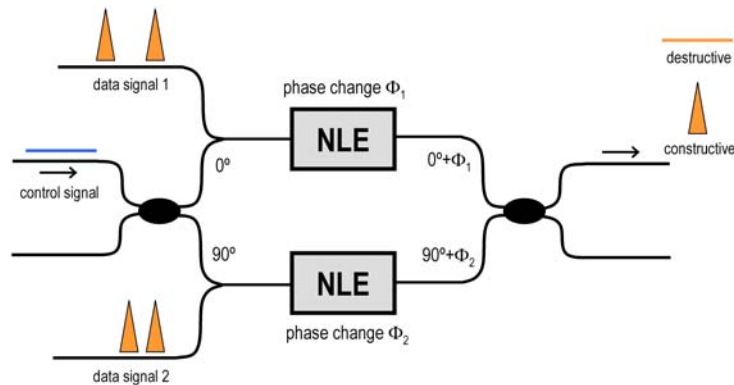 data signal 1
phase change Φ₁
destructive
NLE
constructive
control signal
0º
0º+Φ₁
90º
90º+Φ₂
NLE
phase change Φ₂
data signal 2